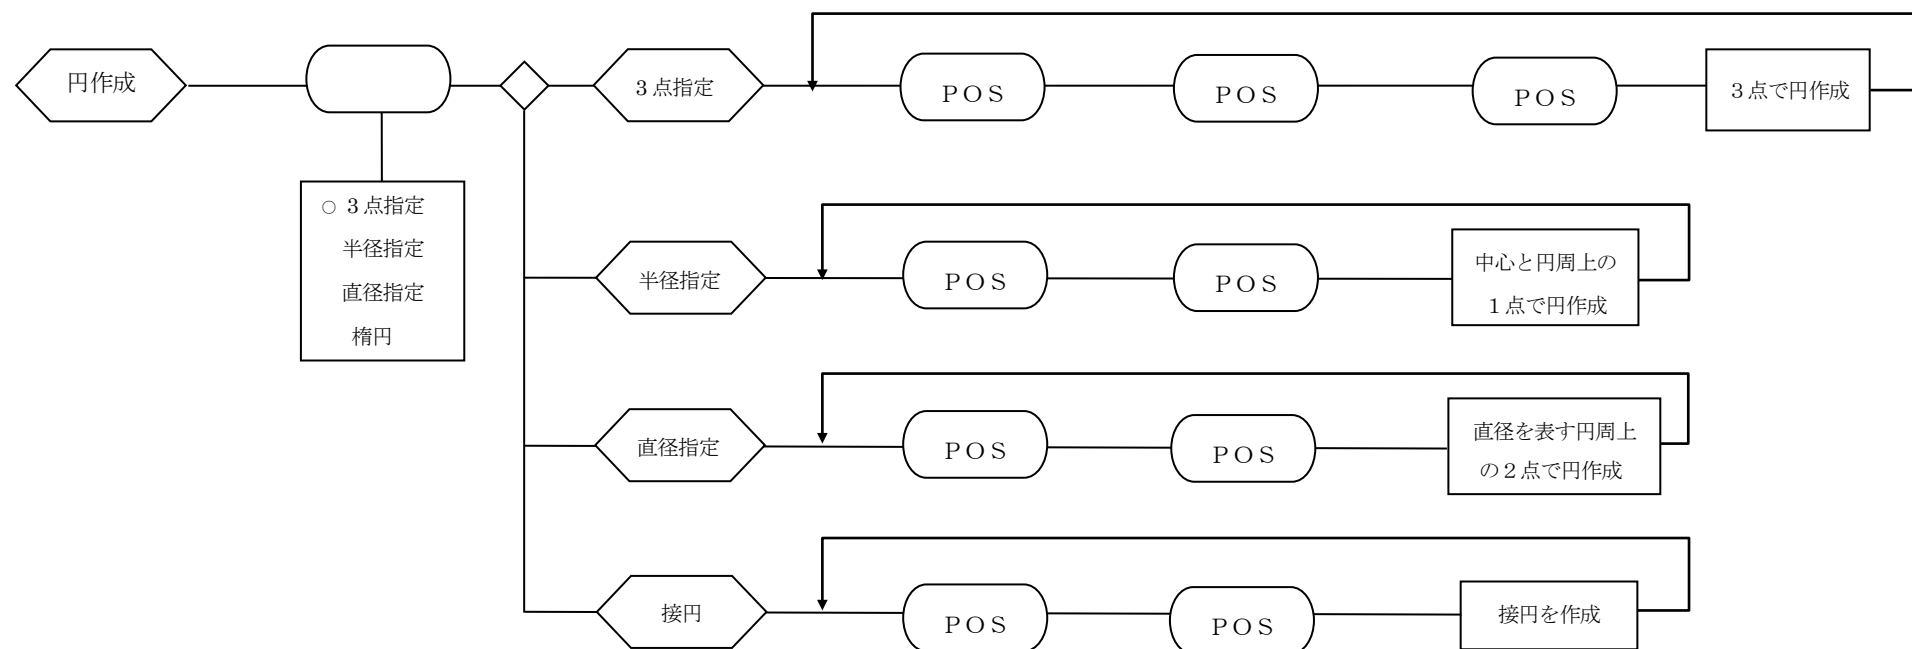 円作成
３点指定
ＰＯＳ
ＰＯＳ
ＰＯＳ
３点で円作成
○ ３点指定
半径指定
直径指定
楕円
半径指定
ＰＯＳ
ＰＯＳ
中心と円周上の
１点で円作成
直径指定
ＰＯＳ
ＰＯＳ
直径を表す円周上
の２点で円作成
接円
ＰＯＳ
ＰＯＳ
接円を作成